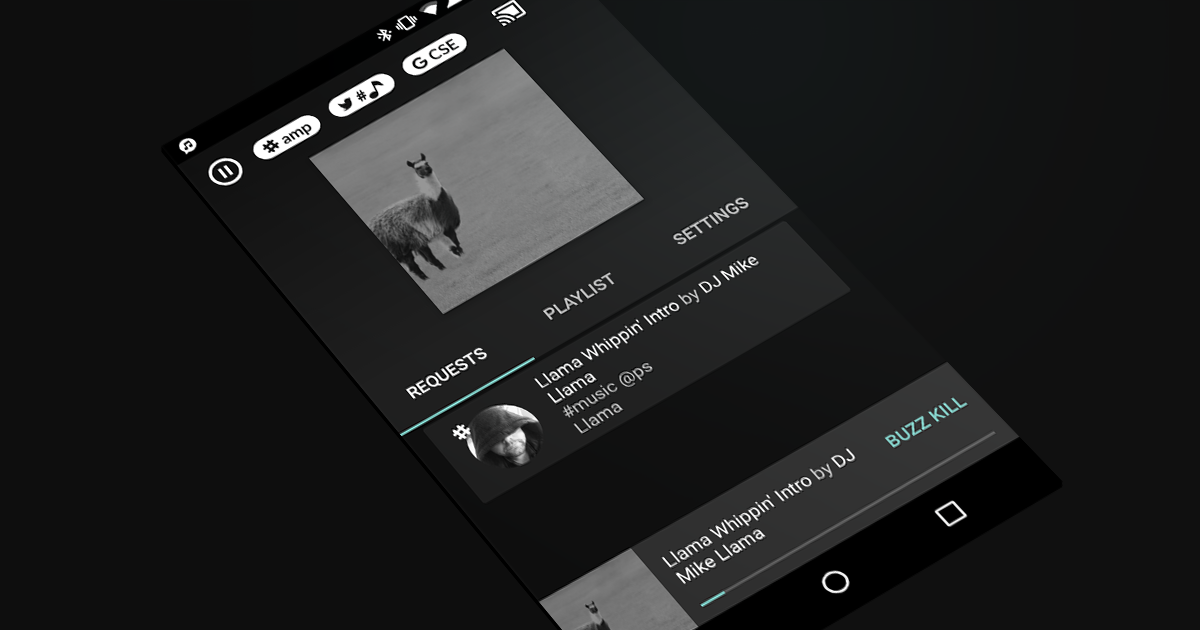 # amp
#
G CSE
REQUESTS
PLAYLIST
SETTINGS
Llama Whippin' Intro by DJ Mike
Llama
#music @ps
Llama
#
Llama Whippin' Intro by DJ
Mike Llama
BUZZ KILL